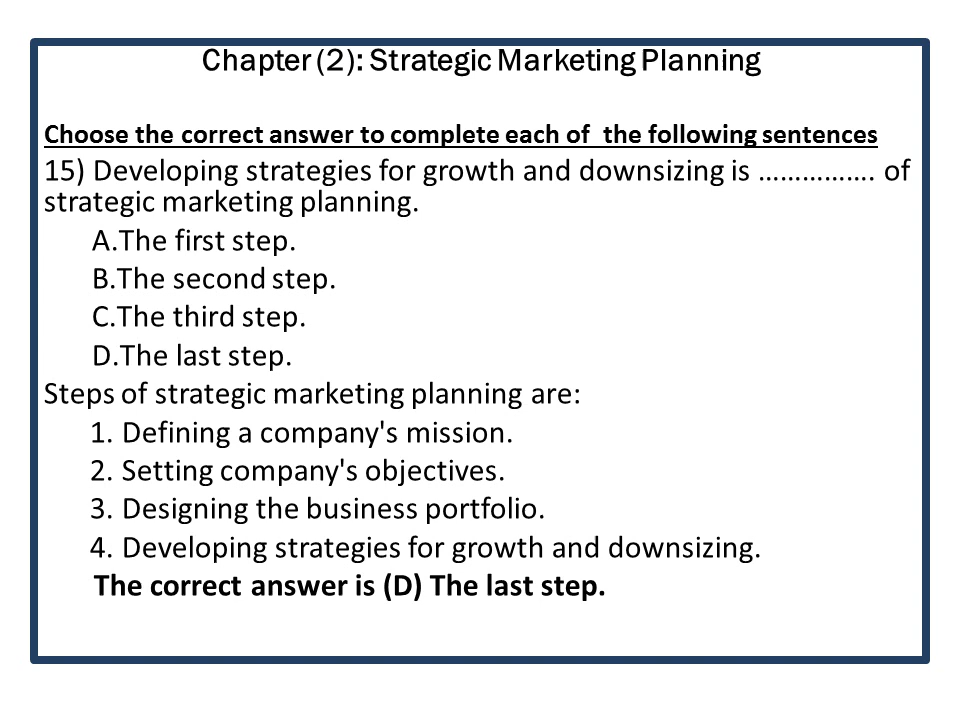 Chapter (2): Strategic Marketing Planning
Choose the correct answer to complete each of  the following sentences
15) Developing strategies for growth and downsizing is ……………. of
strategic marketing planning.
A.The first step.
B.The second step.
C.The third step.
D.The last step.
Steps of strategic marketing planning are:
1. Defining a company's mission.
2. Setting company's objectives.
3. Designing the business portfolio.
4. Developing strategies for growth and downsizing.
The correct answer is (D) The last step.